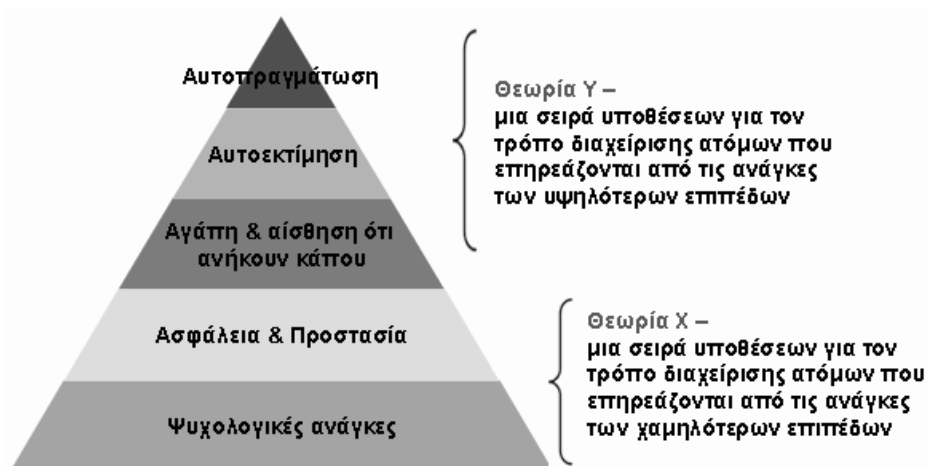 Αυτοπραγμάτωση
Αυτοεκτίμηση
Αγάπη & αίσθηση ότι
ανήκουν κάπου
Ασφάλεια & Προστασία
Ψυχολογικές ανάγκες
Θεωρία Υ –
μια σειρά υποθέσεων για τον
τρόπο διαχείρισης ατόμων που
επηρεάζονται από τις ανάγκες
των υψηλότερων επιπέδων
Θεωρία Χ –
μια σειρά υποθέσεων για τον
τρόπο διαχείρισης ατόμων που
επηρεάζονται από τις ανάγκες
των χαμηλότερων επιπέδων